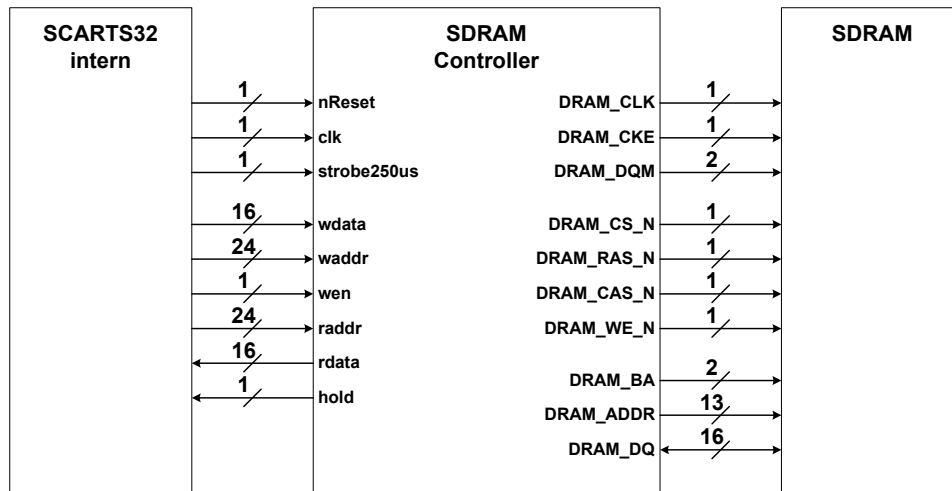 SCARTS32
intern
SDRAM
Controller
SDRAM
1
nReset
1
clk
1
strobe250us
16
wdata
24
waddr
1
wen
24
raddr
16
rdata
1
hold
DRAM_CLK
1
DRAM_CKE
1
DRAM_DQM
2
DRAM_CS_N
1
DRAM_RAS_N
1
DRAM_CAS_N
1
DRAM_WE_N
1
DRAM_BA
2
DRAM_ADDR
13
DRAM_DQ
16